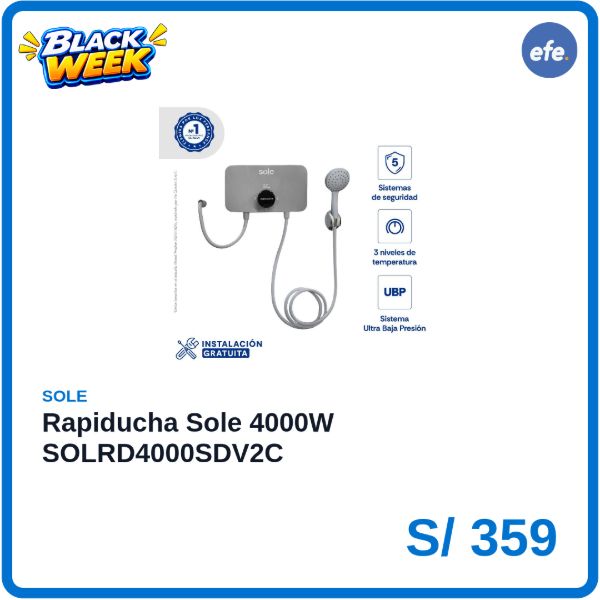 BLACK
WEEK
efe.
Nº1
sole
5
Sistemas
de seguridad
3 niveles de
temperatura
UBP
Sistema
Ultra Baja Presión
INSTALACIÓN
GRATUITA
SOLE
Rapiducha Sole 4000W
SOLRD4000SDV2C
S/ 359